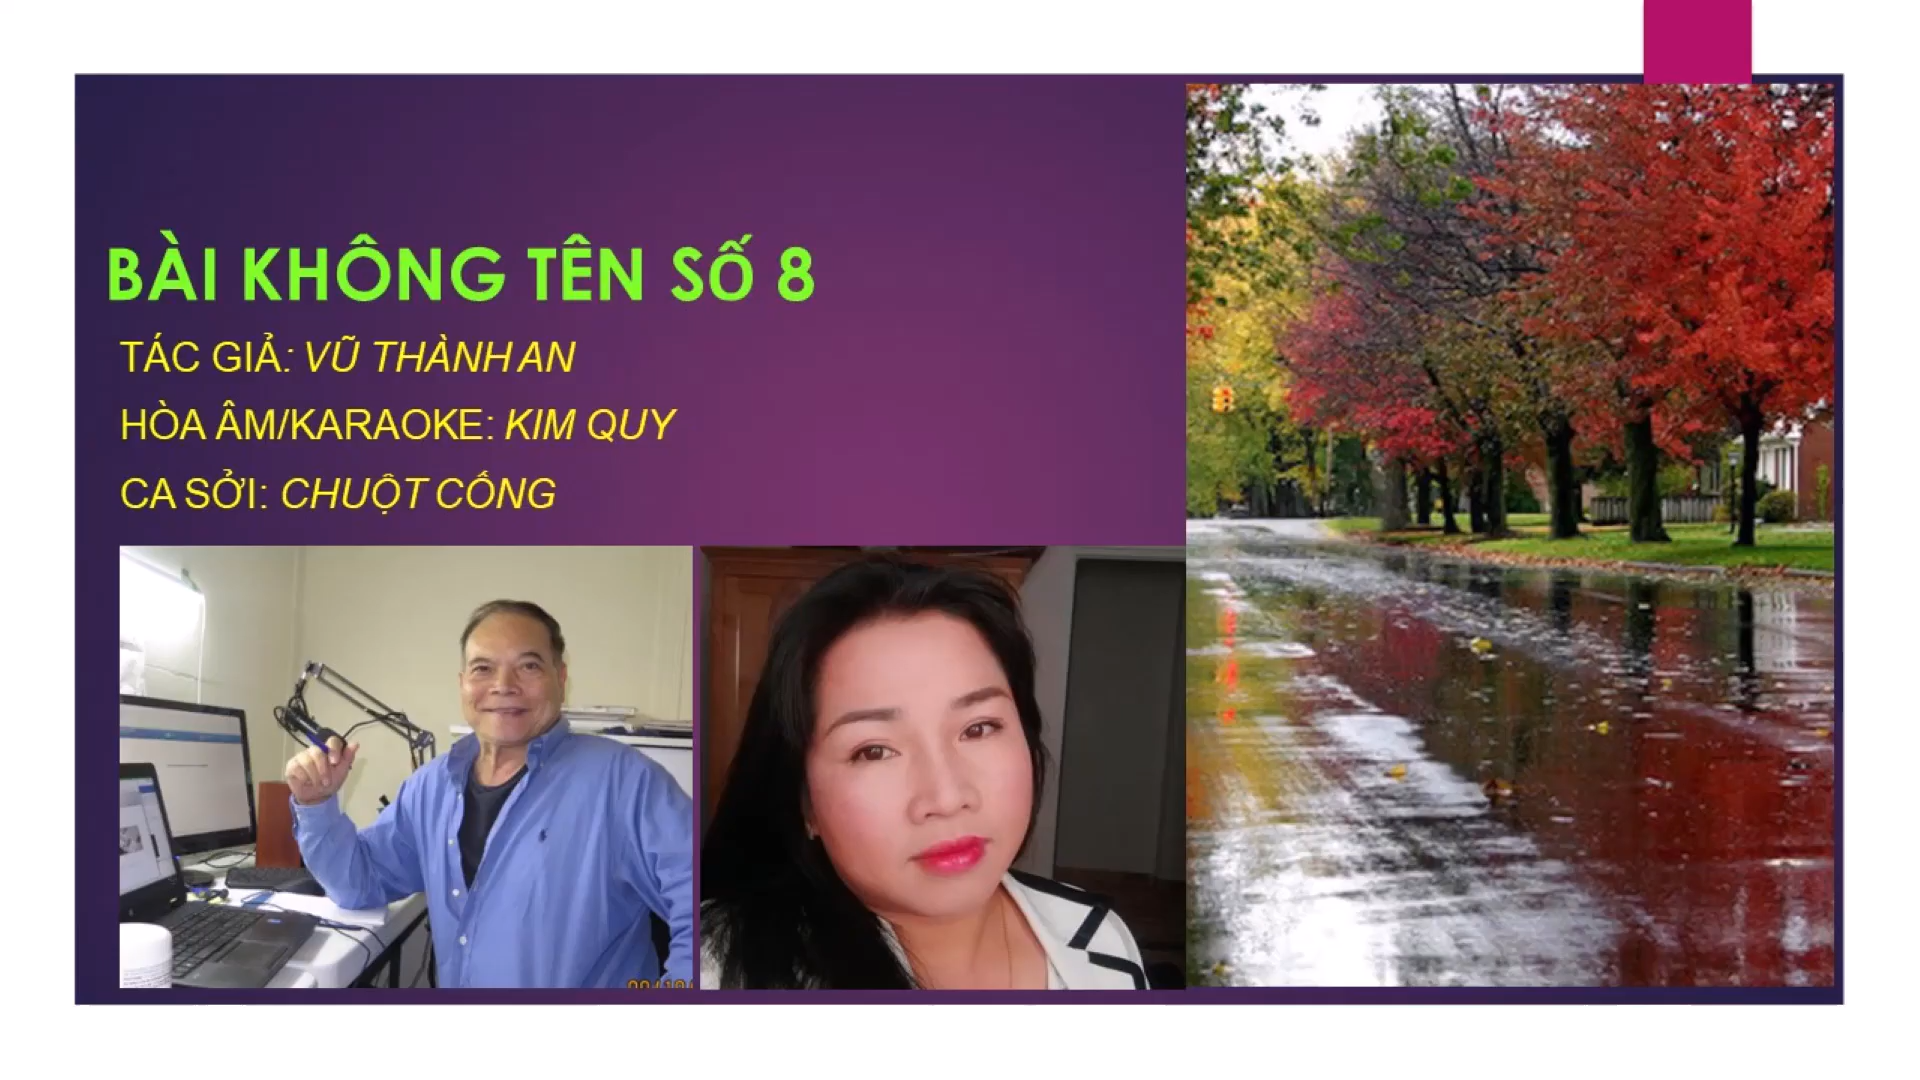 BÀI KHÔNG TÊN SỐ 8
TÁC GIẢ: VŨ THÀNH AN
HÒA ÂM/KARAOKE: KIM QUY
CA SỞI: CHUỘT CỐNG